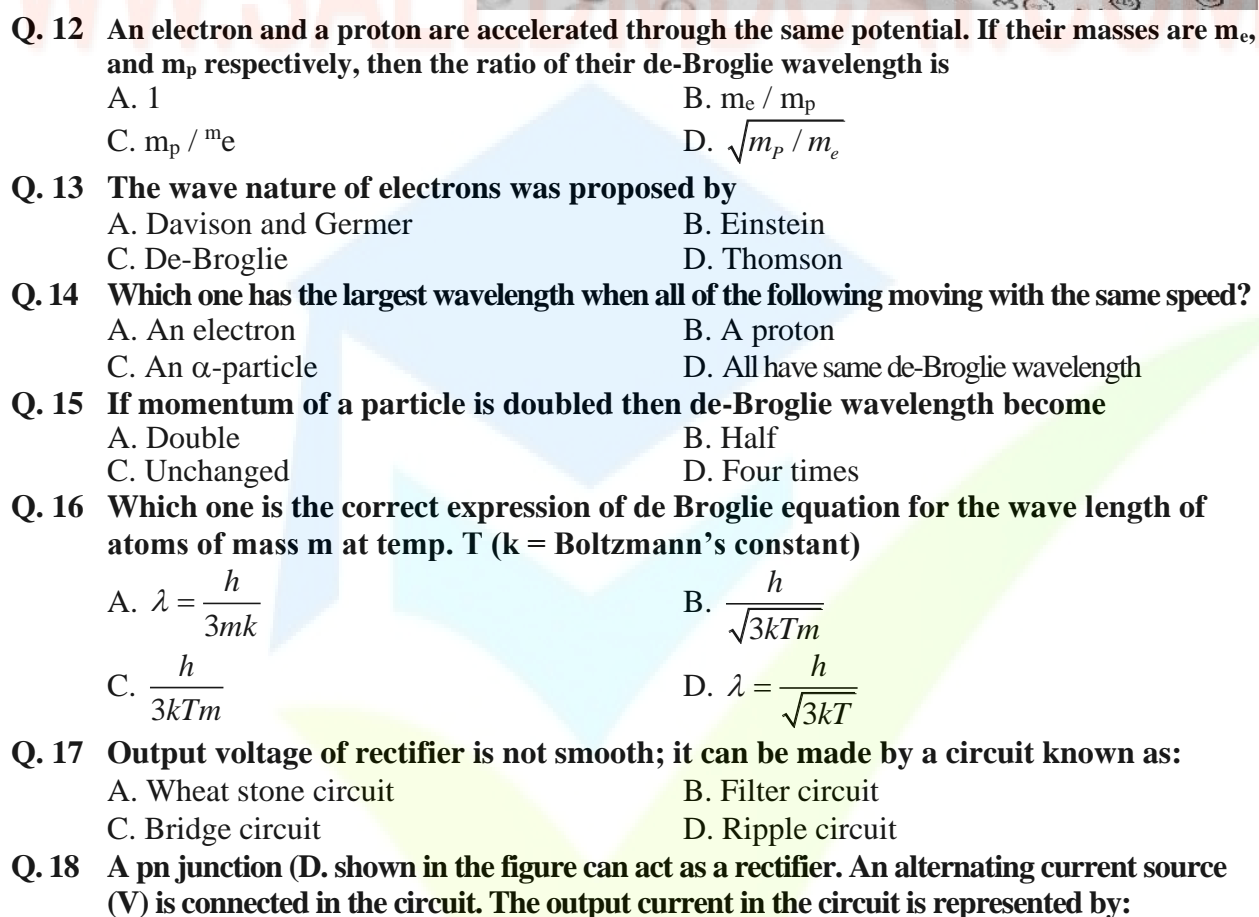 Q. 12 An electron and a proton are accelerated through the same potential. If their masses are mₑ,
and mₚ respectively, then the ratio of their de-Broglie wavelength is
A. 1 B. mₑ / mₚ
C. mₚ / ᵐe D. √(m_P / m_e)
Q. 13 The wave nature of electrons was proposed by
A. Davison and Germer B. Einstein
C. De-Broglie D. Thomson
Q. 14 Which one has the largest wavelength when all of the following moving with the same speed?
A. An electron B. A proton
C. An α-particle D. All have same de-Broglie wavelength
Q. 15 If momentum of a particle is doubled then de-Broglie wavelength become
A. Double B. Half
C. Unchanged D. Four times
Q. 16 Which one is the correct expression of de Broglie equation for the wave length of
atoms of mass m at temp. T (k = Boltzmann’s constant)
A. λ = h / 3mk B. h / √(3kTm)
C. h / 3kTm D. λ = h / √(3kT)
Q. 17 Output voltage of rectifier is not smooth; it can be made by a circuit known as:
A. Wheat stone circuit B. Filter circuit
C. Bridge circuit D. Ripple circuit
Q. 18 A pn junction (D. shown in the figure can act as a rectifier. An alternating current source
(V) is connected in the circuit. The output current in the circuit is represented by: